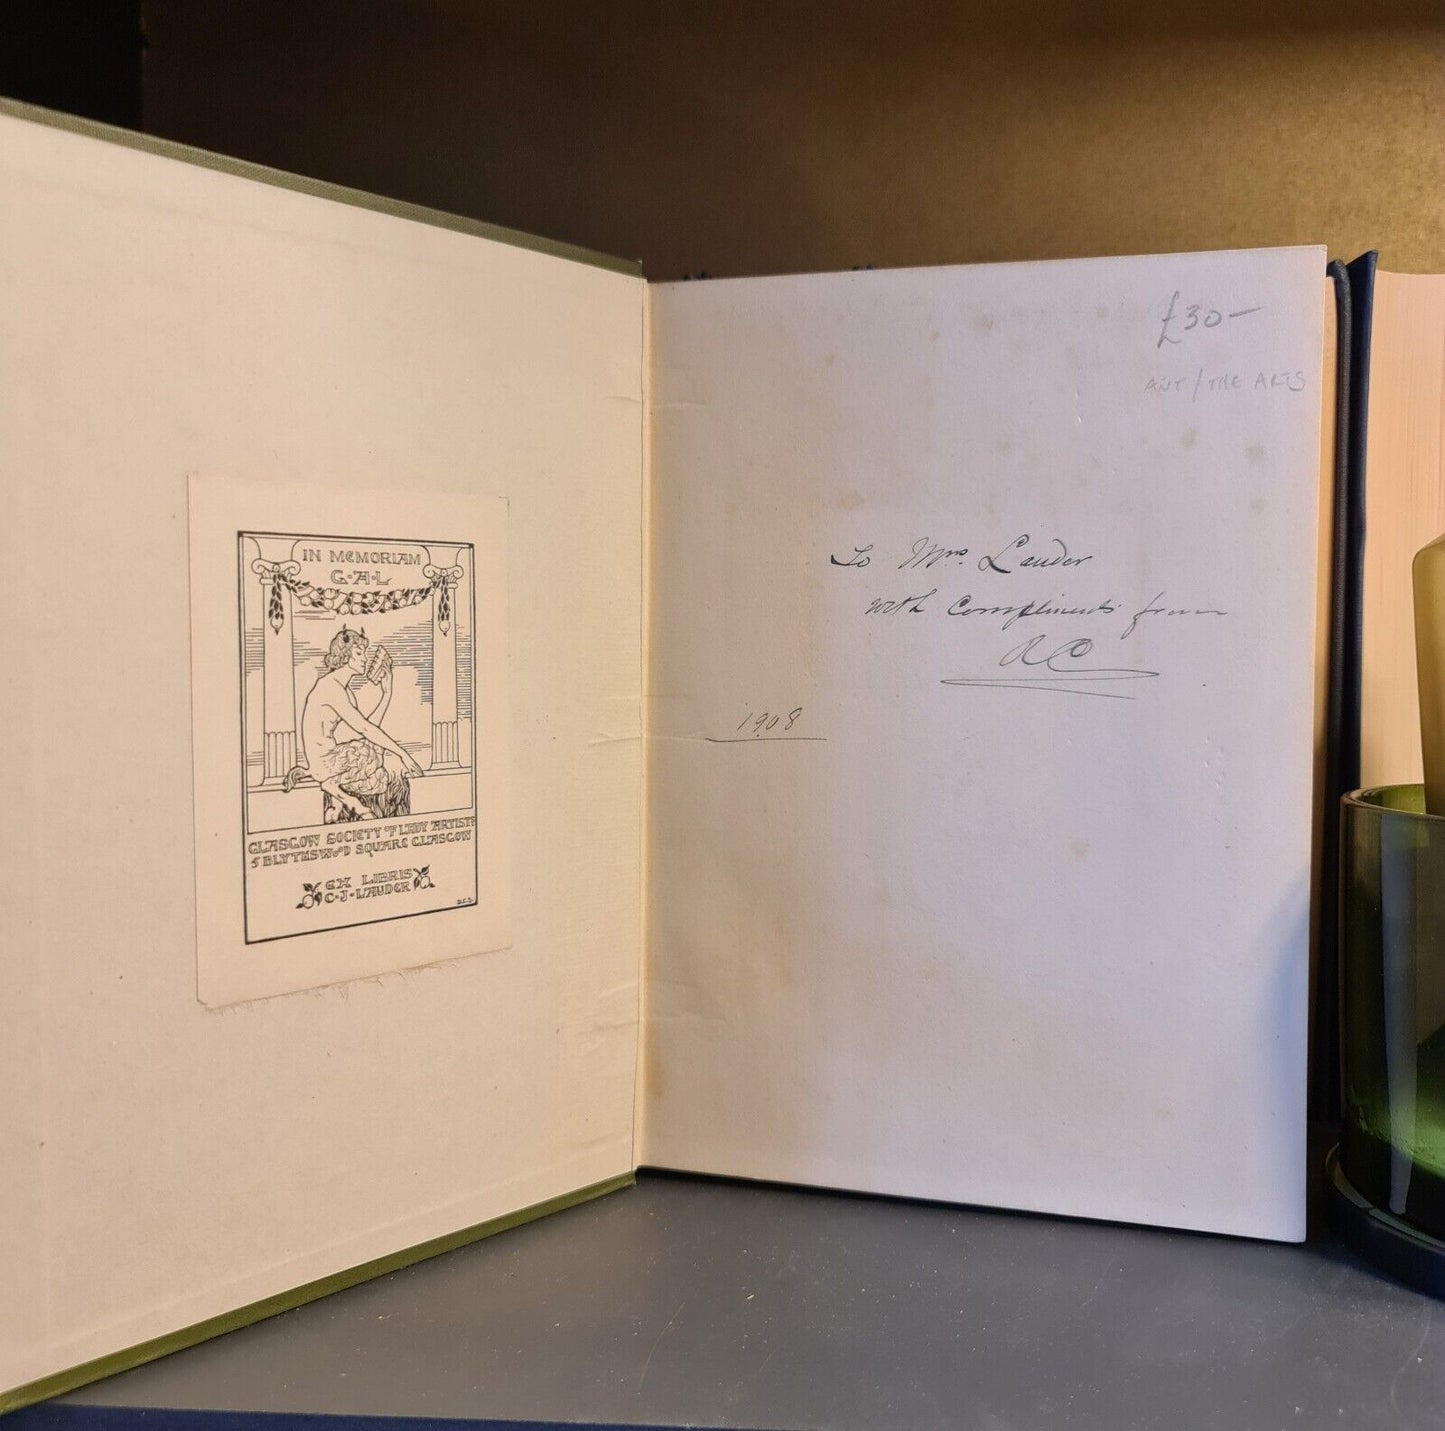 IN MEMORIAM
G·A·L
GLASGOW SOCIETY OF LADY ARTISTS
5 BLYTHSWOOD SQUARE GLASGOW
EX LIBRIS
C·J·LAUDER
£30-
ANT / THE ARTS
To Mrs. Lauder
with Compliments from
1908